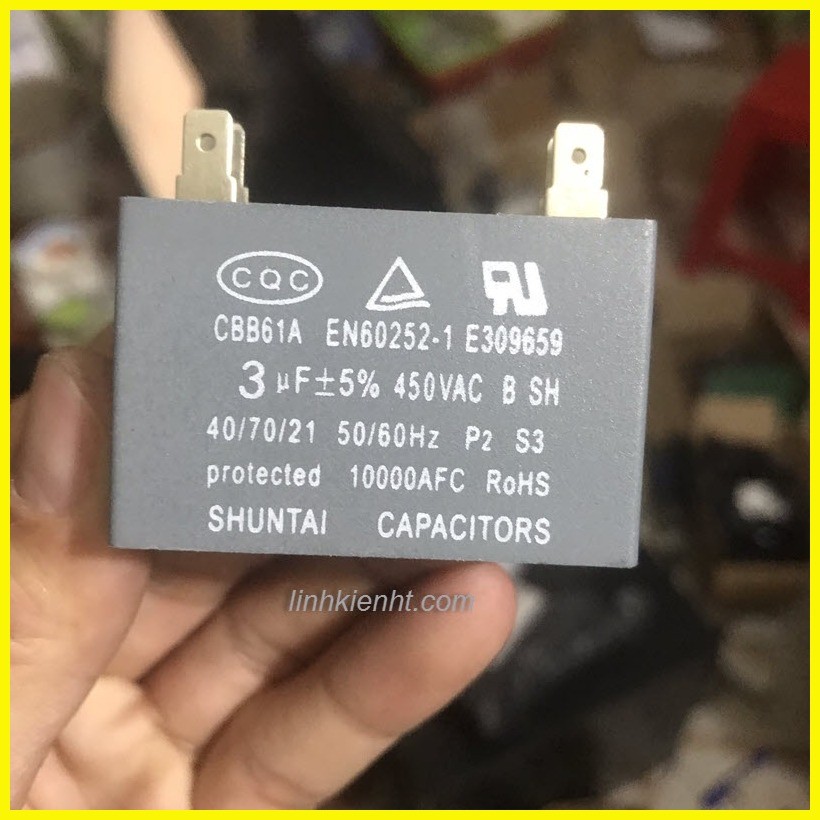 CQC
CBB61A EN60252-1 E309659
3 μF±5% 450VAC B SH
40/70/21 50/60Hz P2 S3
protected 10000AFC RoHS
SHUNTAI CAPACITORS
linhkienht.com